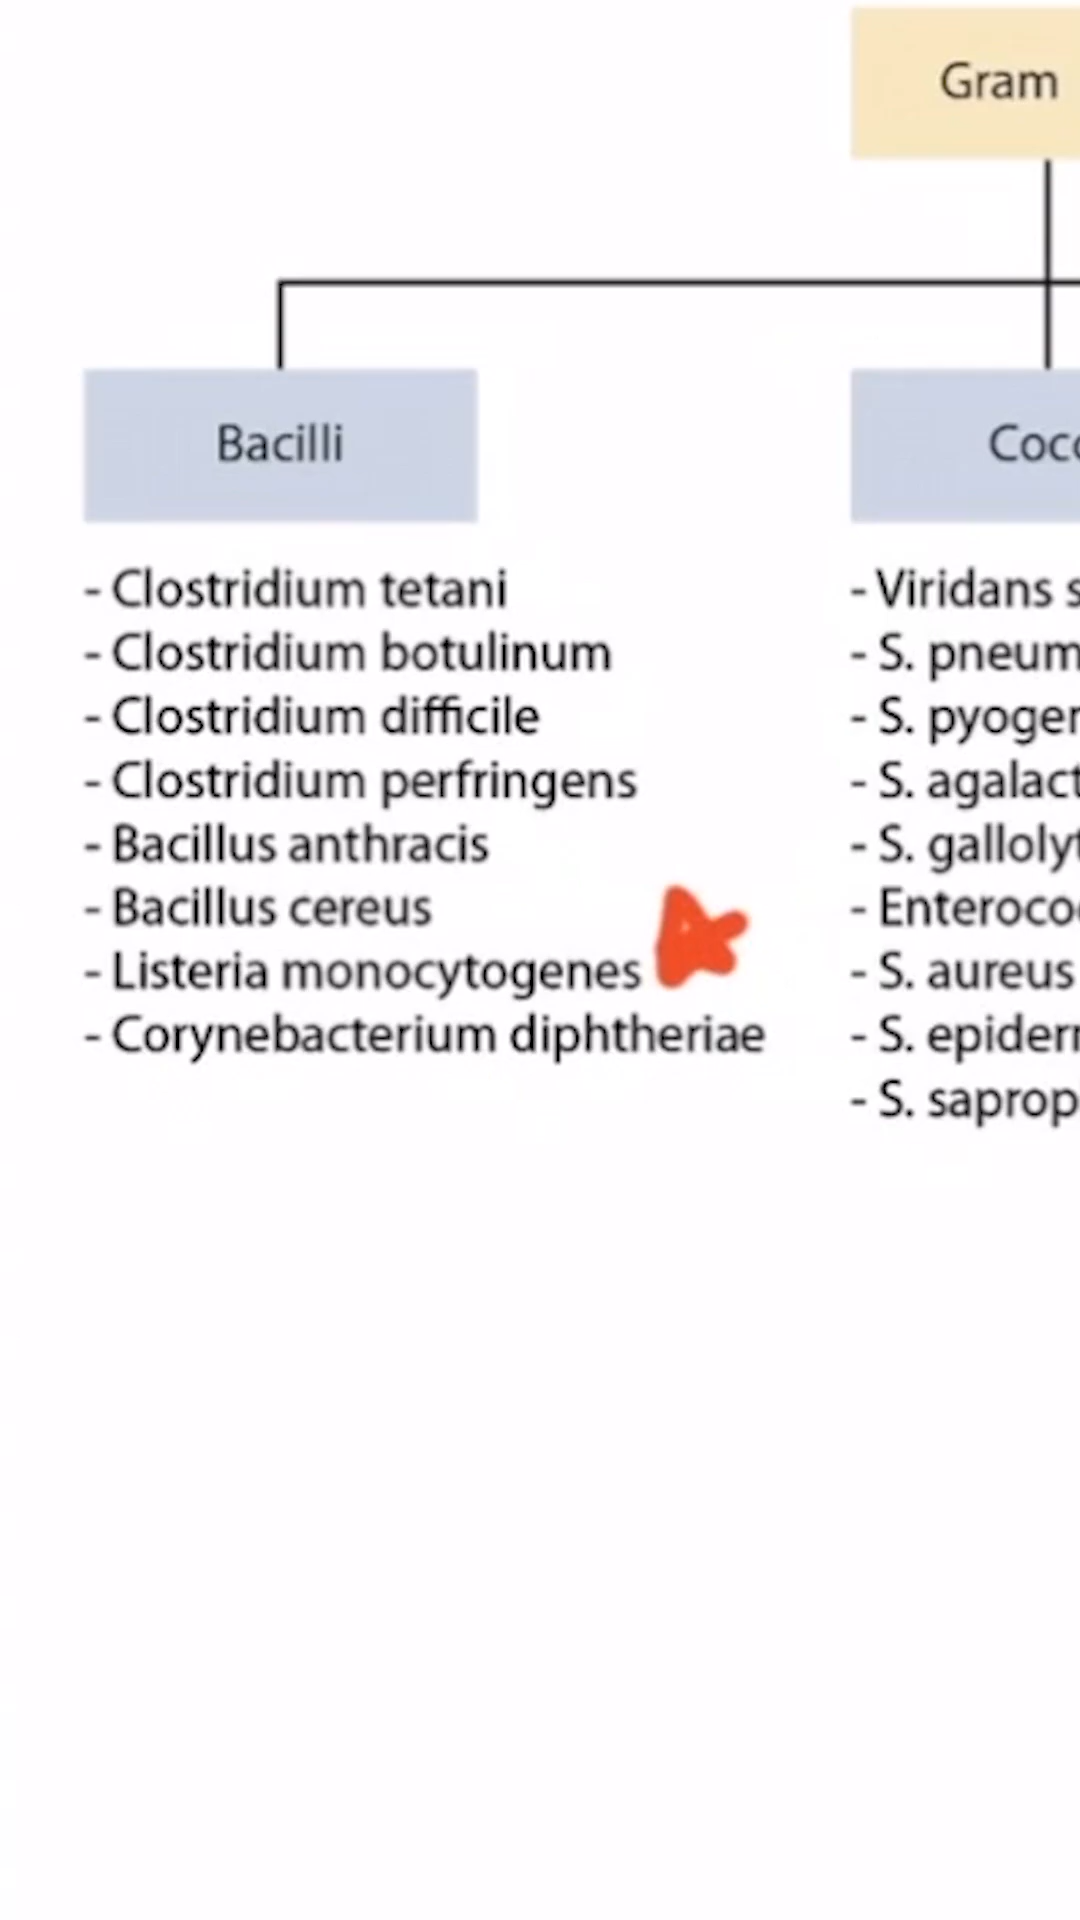 Gram
Bacilli
- Clostridium tetani
- Clostridium botulinum
- Clostridium difficile
- Clostridium perfringens
- Bacillus anthracis
- Bacillus cereus
- Listeria monocytogenes
- Corynebacterium diphtheriae
- Viridans
- S.
- S.
- S.
- S.
-
- S. aureus
- S.
- S.